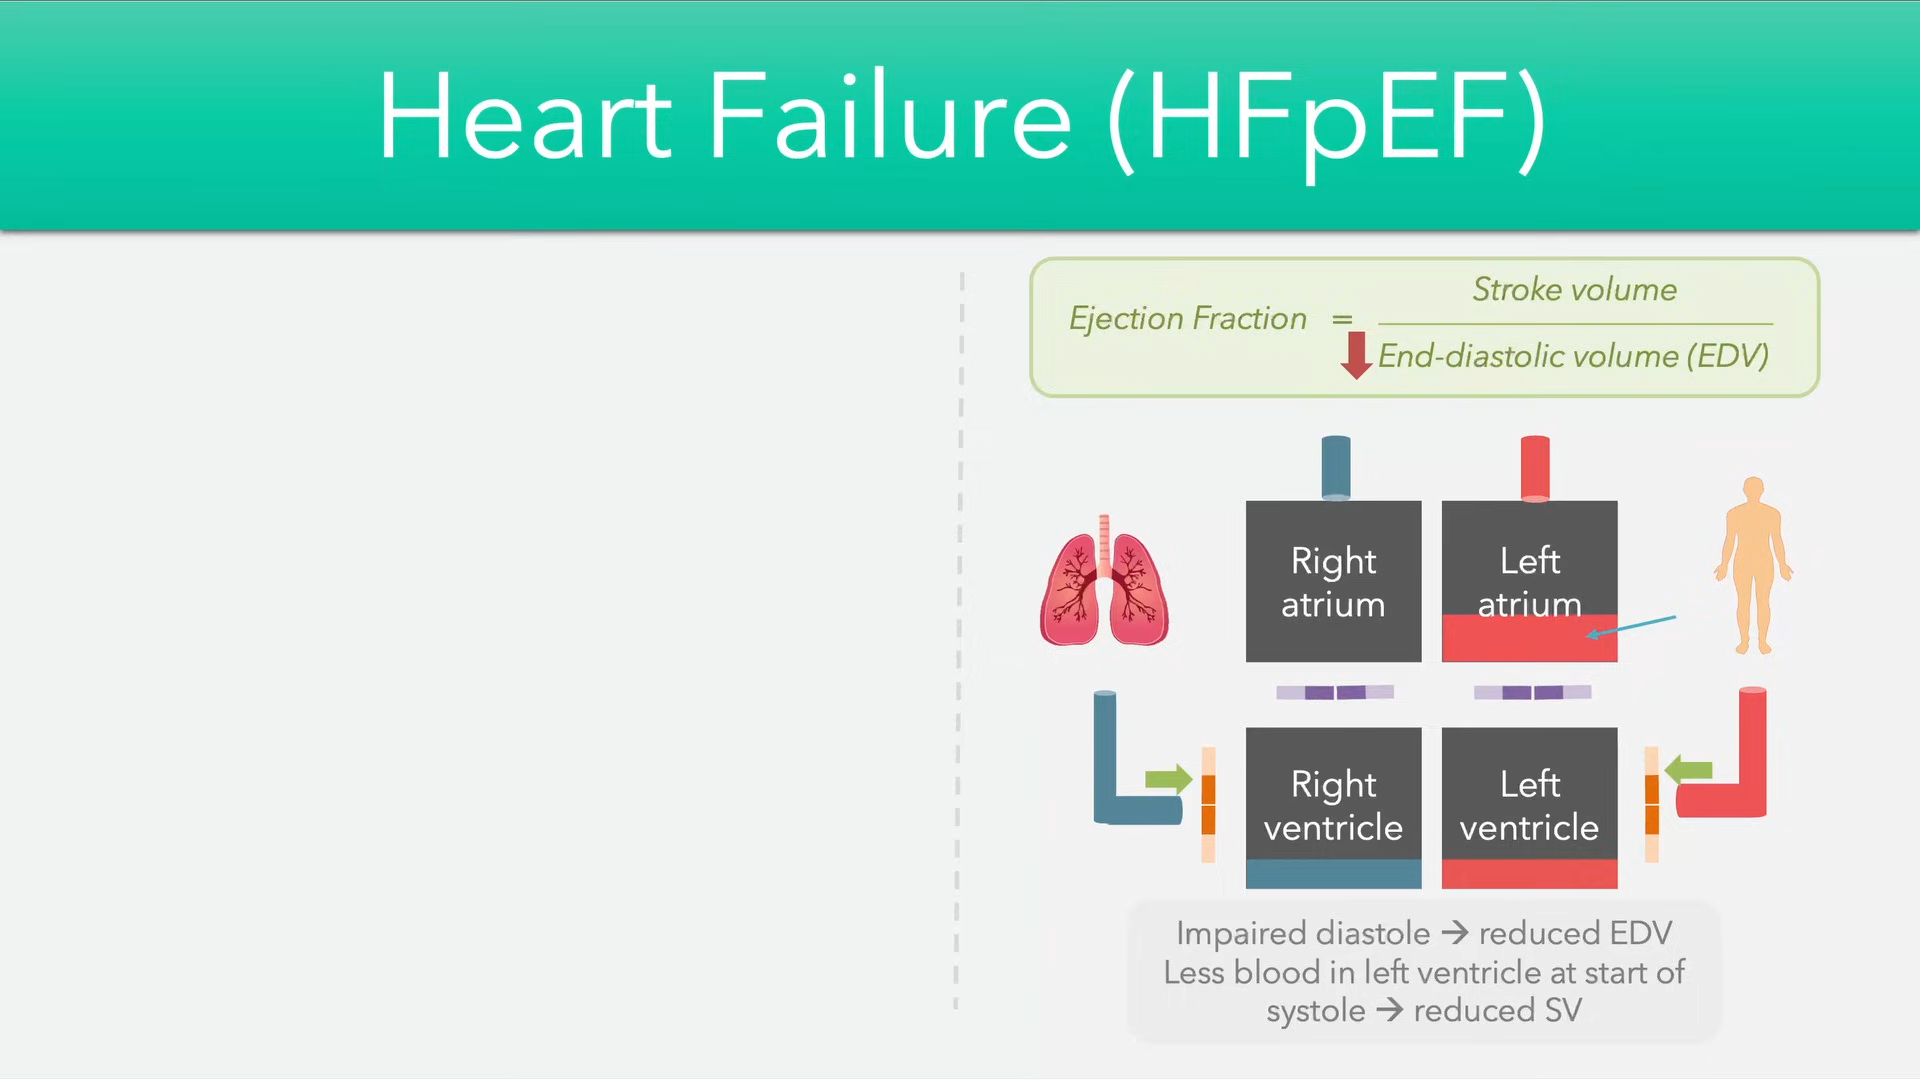 Heart Failure (HFpEF)
Ejection Fraction = Stroke volume
End-diastolic volume (EDV)
Right
atrium
Left
atrium
Right
ventricle
Left
ventricle
Impaired diastole → reduced EDV
Less blood in left ventricle at start of
systole → reduced SV